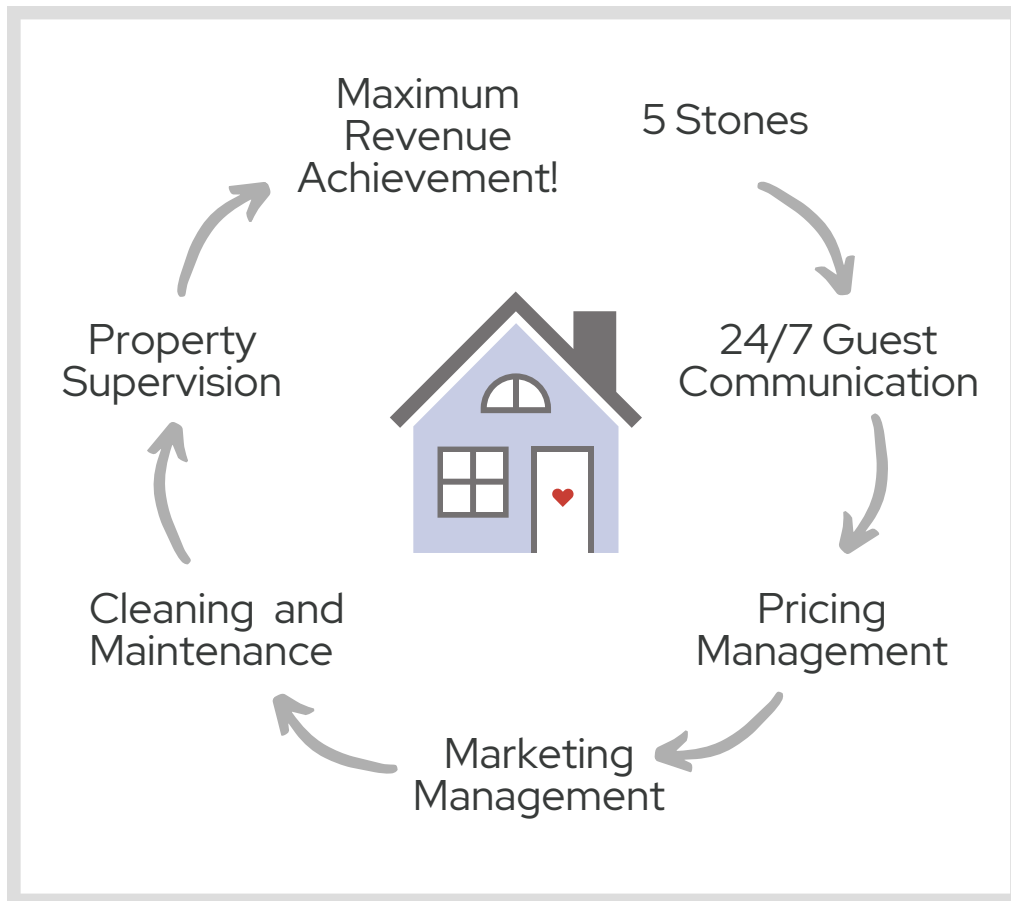 Maximum
Revenue
Achievement!
5 Stones
24/7 Guest
Communication
Pricing
Management
Marketing
Management
Cleaning  and
Maintenance
Property
Supervision